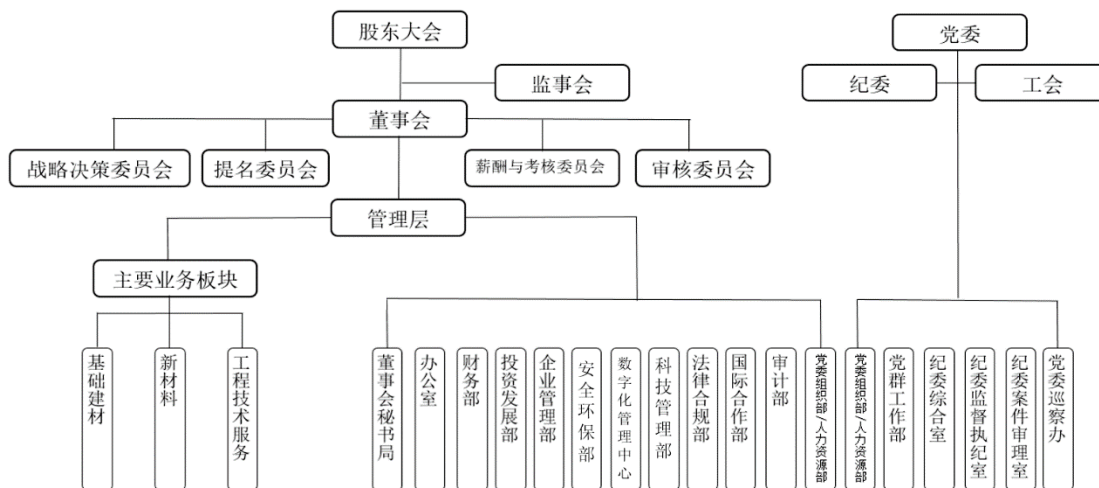 股东大会
党委
监事会
纪委
工会
董事会
战略决策委员会
提名委员会
薪酬与考核委员会
审核委员会
管理层
主要业务板块
基础建材
新材料
工程技术服务
董事会秘书局
办公室
财务部
投资发展部
企业管理部
安全环保部
数字化管理中心
科技管理部
法律合规部
国际合作部
审计部
党委组织部/人力资源部
党委组织部/人力资源部
党群工作部
纪委综合室
纪委监督执纪室
纪委案件审理室
党委巡察办